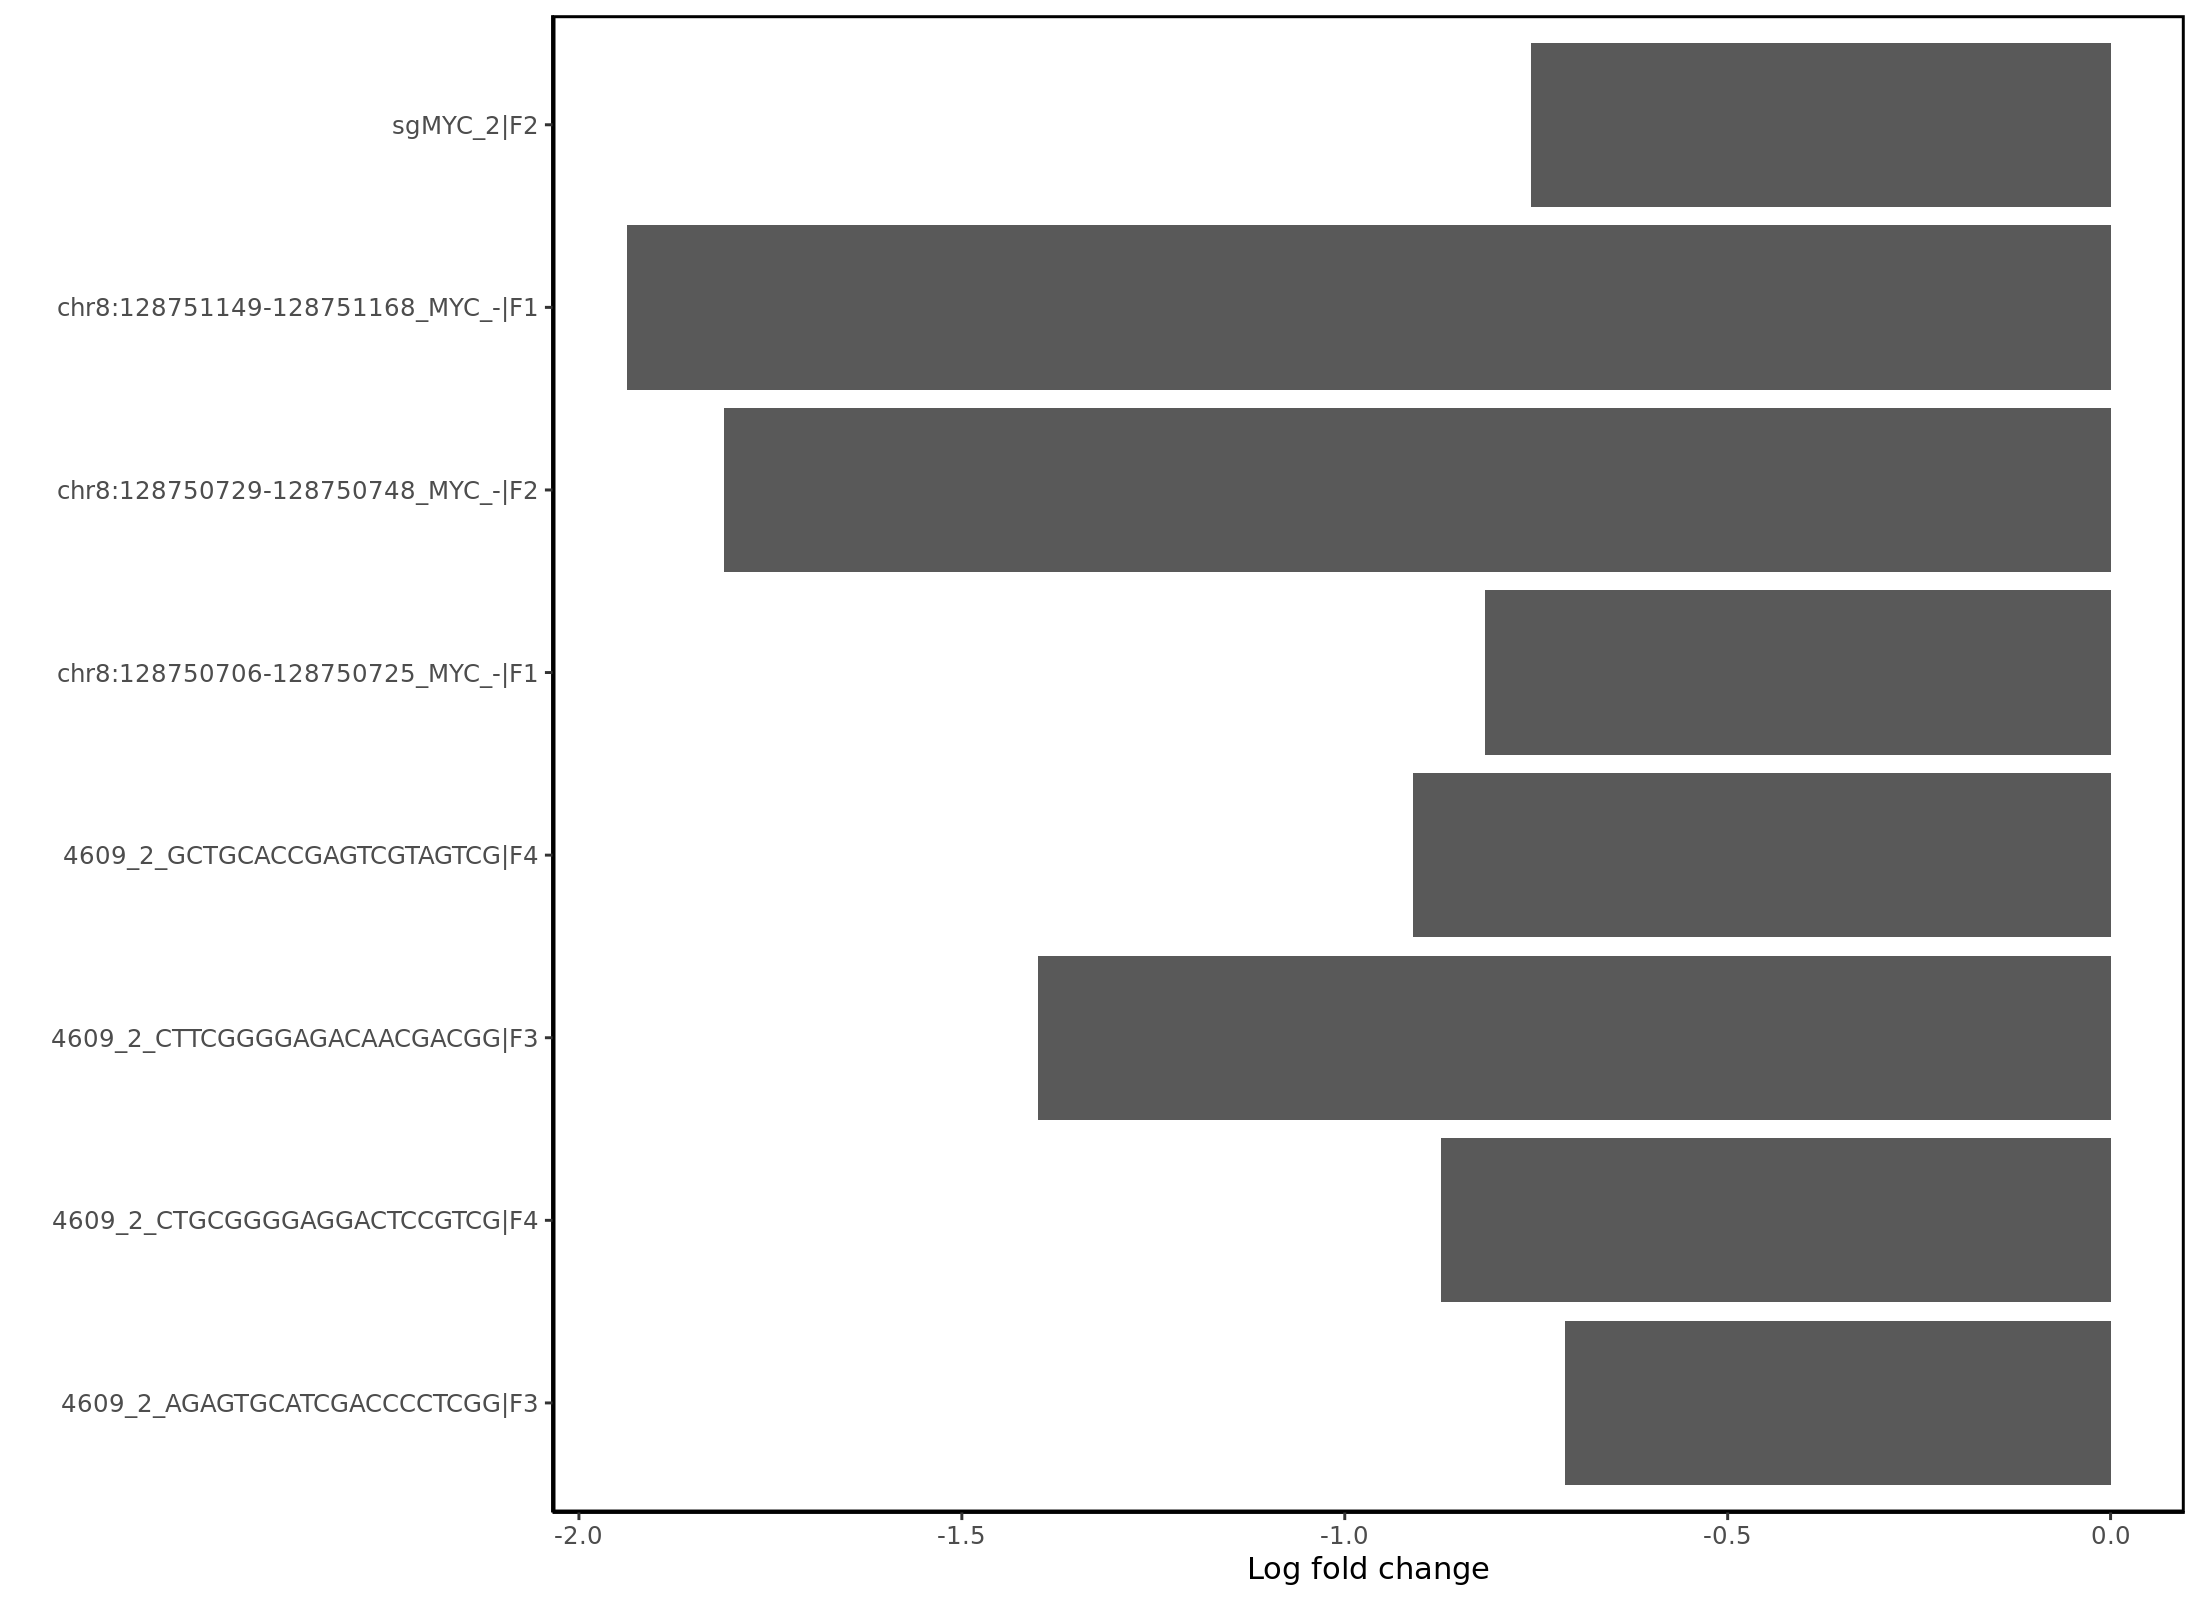 sgMYC_2|F2
chr8:128751149-128751168_MYC_-|F1
chr8:128750729-128750748_MYC_-|F2
chr8:128750706-128750725_MYC_-|F1
4609_2_GCTGCACCGAGTCGTAGTCG|F4
4609_2_CTTCGGGGAGACAACGACGG|F3
4609_2_CTGCGGGGAGGACTCCGTCG|F4
4609_2_AGAGTGCATCGACCCCTCGG|F3
-2.0 -1.5 -1.0 -0.5 0.0
Log fold change